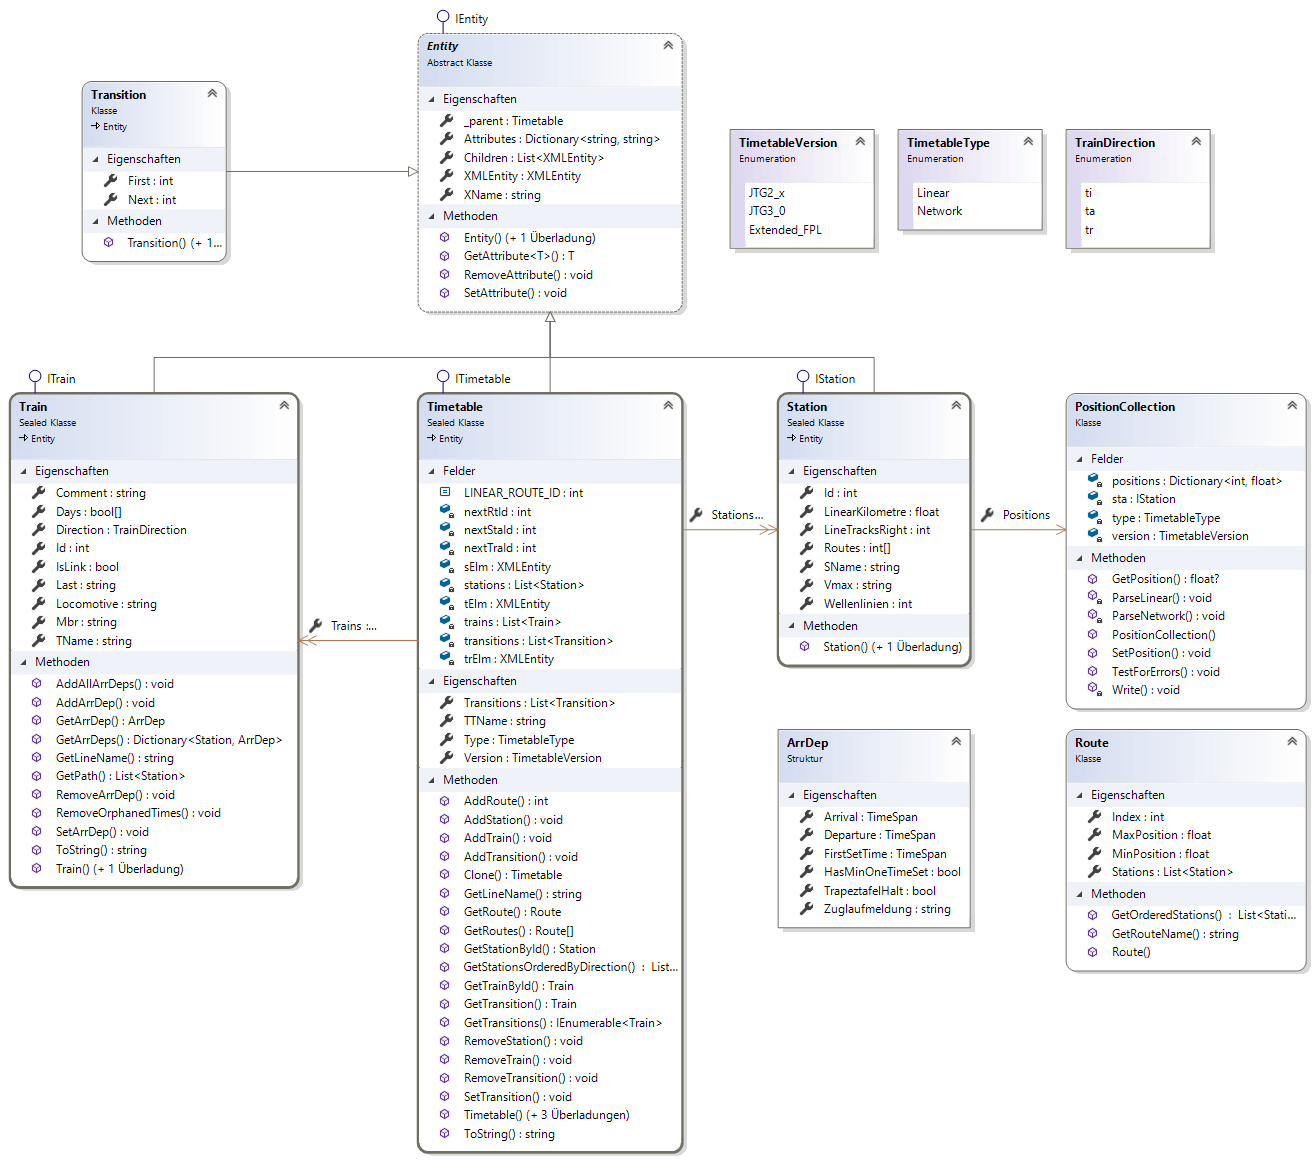 IEntity
Entity
Abstract Klasse
Eigenschaften
_parent : Timetable
Attributes : Dictionary<string, string>
Children : List<XMLEntity>
XMLEntity : XMLEntity
XName : string
Methoden
Entity() (+ 1 Überladung)
GetAttribute<T>() : T
RemoveAttribute() : void
SetAttribute() : void
Transition
Klasse
Entity
Eigenschaften
First : int
Next : int
Methoden
Transition() (+ 1...
TimetableVersion
Enumeration
JTG2_x
JTG3_0
Extended_FPL
TimetableType
Enumeration
Linear
Network
TrainDirection
Enumeration
ti
ta
tr
ITrain
Train
Sealed Klasse
Entity
Eigenschaften
Comment : string
Days : bool[]
Direction : TrainDirection
Id : int
IsLink : bool
Last : string
Locomotive : string
Mbr : string
TName : string
Methoden
AddAllArrDeps() : void
AddArrDep() : void
GetArrDep() : ArrDep
GetArrDeps() : Dictionary<Station, ArrDep>
GetLineName() : string
GetPath() : List<Station>
RemoveArrDep() : void
RemoveOrphanedTimes() : void
SetArrDep() : void
ToString() : string
Train() (+ 1 Überladung)
Trains :...
ITimetable
Timetable
Sealed Klasse
Entity
Felder
LINEAR_ROUTE_ID : int
nextRtId : int
nextStaId : int
nextTraId : int
sElm : XMLEntity
stations : List<Station>
tElm : XMLEntity
trains : List<Train>
transitions : List<Transition>
trElm : XMLEntity
Eigenschaften
Transitions : List<Transition>
TTName : string
Type : TimetableType
Version : TimetableVersion
Methoden
AddRoute() : int
AddStation() : void
AddTrain() : void
AddTransition() : void
Clone() : Timetable
GetLineName() : string
GetRoute() : Route
GetRoutes() : Route[]
GetStationById() : Station
GetStationsOrderedByDirection() : List...
GetTrainById() : Train
GetTransition() : Train
GetTransitions() : IEnumerable<Train>
RemoveStation() : void
RemoveTrain() : void
RemoveTransition() : void
SetTransition() : void
Timetable() (+ 3 Überladungen)
ToString() : string
Stations...
IStation
Station
Sealed Klasse
Entity
Eigenschaften
Id : int
LinearKilometre : float
LineTracksRight : int
Routes : int[]
SName : string
Vmax : string
Wellenlinien : int
Methoden
Station() (+ 1 Überladung)
Positions
PositionCollection
Klasse
Felder
positions : Dictionary<int, float>
sta : IStation
type : TimetableType
version : TimetableVersion
Methoden
GetPosition() : float?
ParseLinear() : void
ParseNetwork() : void
PositionCollection()
SetPosition() : void
TestForErrors() : void
Write() : void
ArrDep
Struktur
Eigenschaften
Arrival : TimeSpan
Departure : TimeSpan
FirstSetTime : TimeSpan
HasMinOneTimeSet : bool
TrapeztafelHalt : bool
Zuglaufmeldung : string
Route
Klasse
Eigenschaften
Index : int
MaxPosition : float
MinPosition : float
Stations : List<Station>
Methoden
GetOrderedStations() : List<Stati...
GetRouteName() : string
Route()